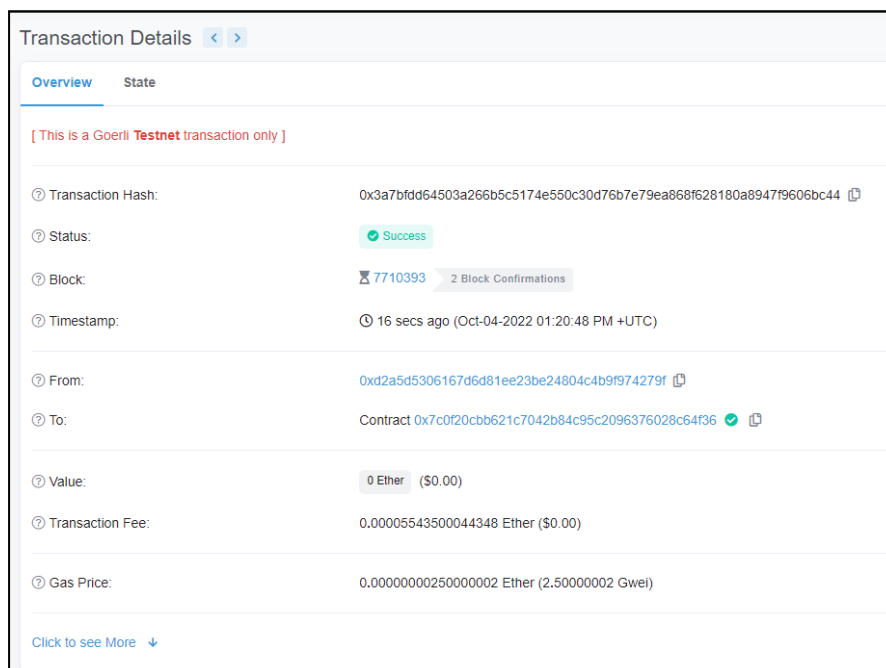 Transaction Details < >
Overview State
[ This is a Goerli Testnet transaction only ]
Transaction Hash: 0x3a7bfdd64503a266b5c5174e550c30d76b7e79ea868f628180a8947f9606bc44
Status: Success
Block: 7710393 2 Block Confirmations
Timestamp: 16 secs ago (Oct-04-2022 01:20:48 PM +UTC)
From: 0xd2a5d5306167d6d81ee23be24804c4b9f974279f
To: Contract 0x7c0f20cbb621c7042b84c95c2096376028c64f36
Value: 0 Ether ($0.00)
Transaction Fee: 0.00005543500044348 Ether ($0.00)
Gas Price: 0.00000000250000002 Ether (2.50000002 Gwei)
Click to see More